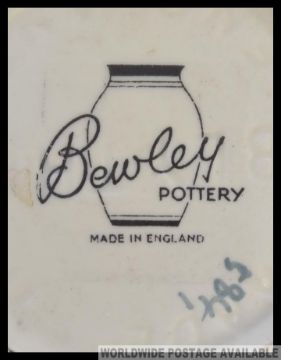 Bewley
POTTERY
MADE IN ENGLAND
WORLDWIDE POSTAGE AVAILABLE